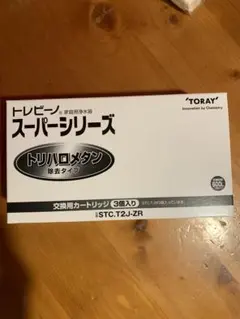 トレビーノ® 家庭用浄水器
'TORAY'
Innovation by Chemistry
スーパーシリーズ
トリハロメタン
除去タイプ
600L
交換用カートリッジ 3個入り
STC.T2J-ZR